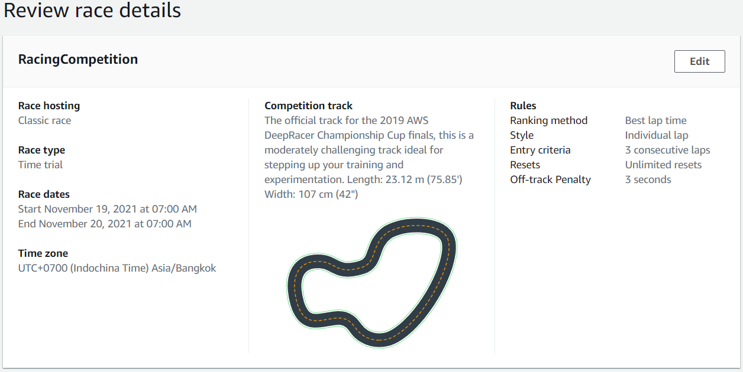 Review race details
RacingCompetition
Edit
Race hosting
Classic race
Race type
Time trial
Race dates
Start November 19, 2021 at 07:00 AM
End November 20, 2021 at 07:00 AM
Time zone
UTC+0700 (Indochina Time) Asia/Bangkok
Competition track
The official track for the 2019 AWS
DeepRacer Championship Cup finals, this is a
moderately challenging track ideal for
stepping up your training and
experimentation. Length: 23.12 m (75.85')
Width: 107 cm (42")
Rules
Ranking method Best lap time
Style Individual lap
Entry criteria 3 consecutive laps
Resets Unlimited resets
Off-track Penalty 3 seconds